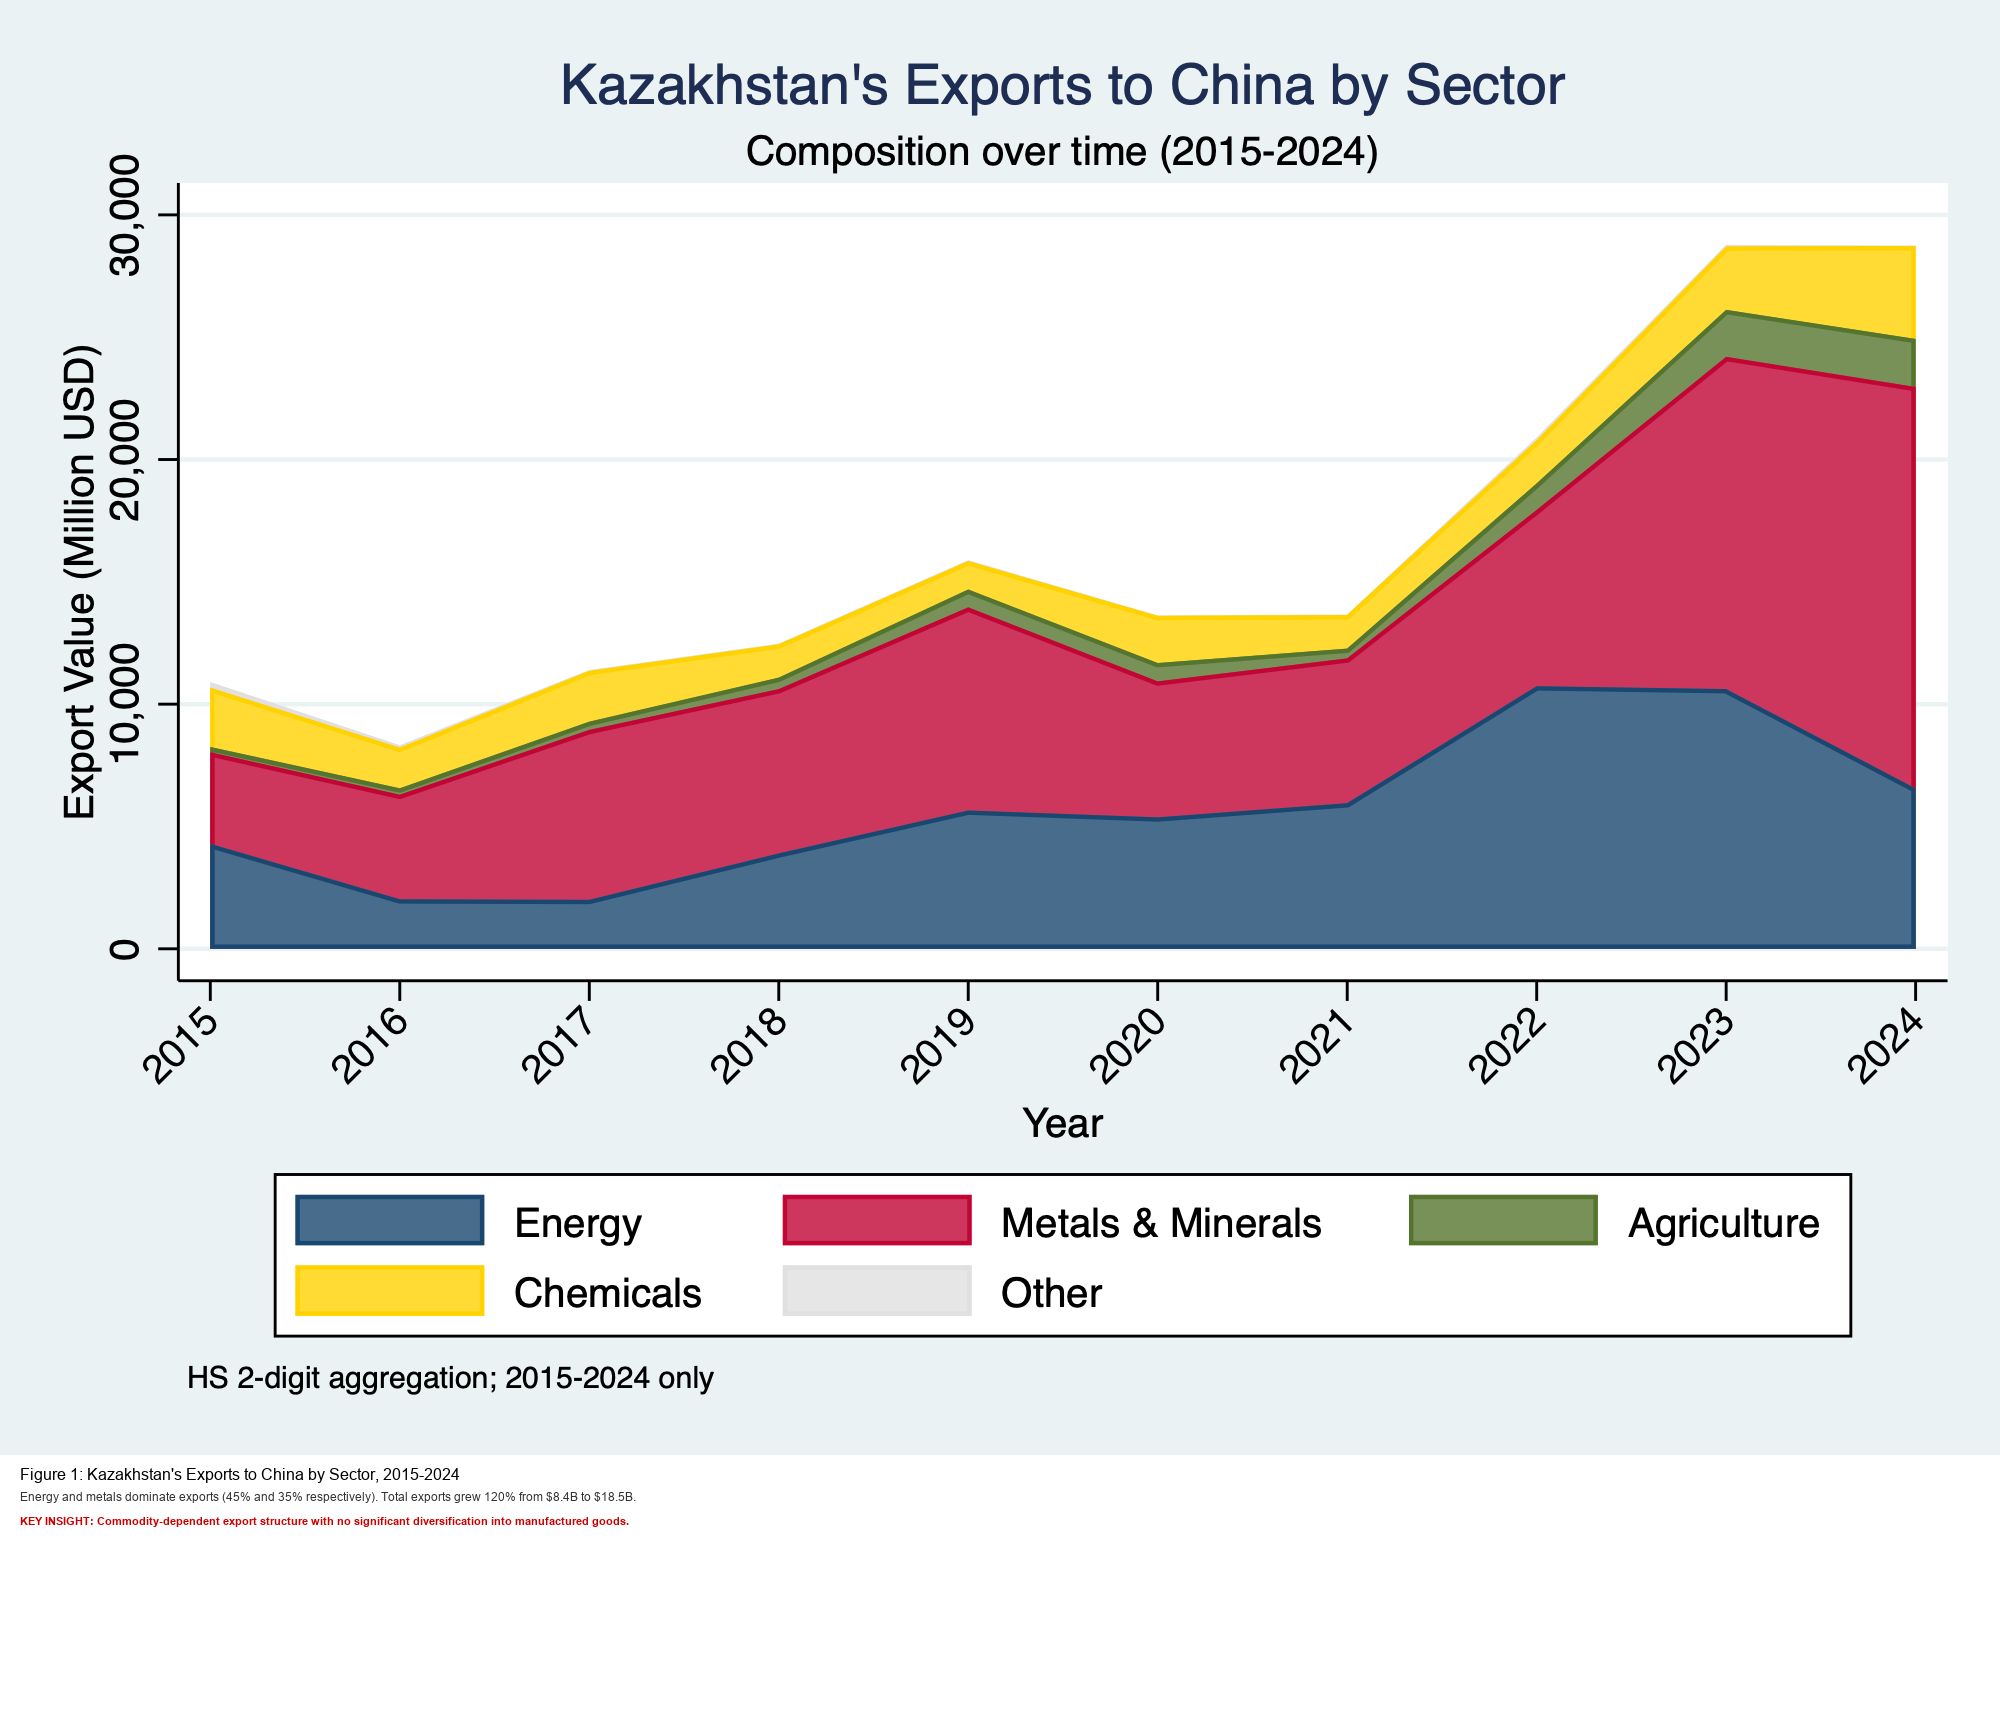 Kazakhstan's Exports to China by Sector
Composition over time (2015-2024)
Export Value (Million USD)
30,000
20,000
10,000
0
2015
2016
2017
2018
2019
2020
2021
2022
2023
2024
Year
Energy
Metals & Minerals
Agriculture
Chemicals
Other
HS 2-digit aggregation; 2015-2024 only
Figure 1: Kazakhstan's Exports to China by Sector, 2015-2024
Energy and metals dominate exports (45% and 35% respectively). Total exports grew 120% from $8.4B to $18.5B.
KEY INSIGHT: Commodity-dependent export structure with no significant diversification into manufactured goods.